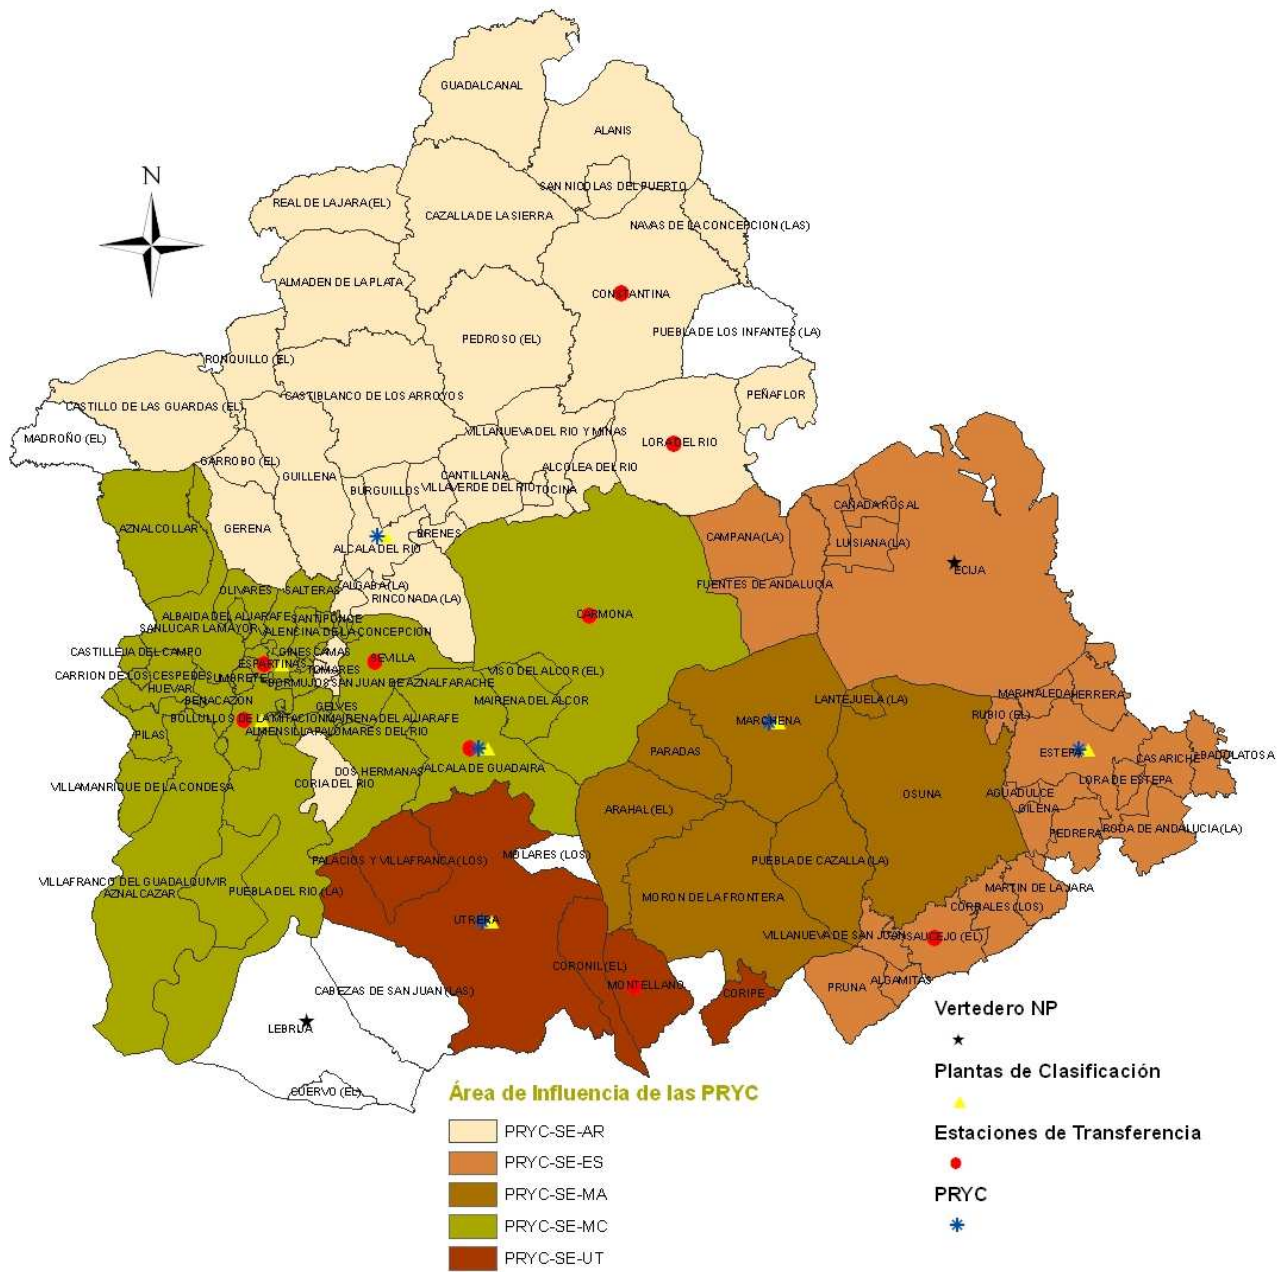 GUADALCANAL
ALANIS
N
SAN NICOLAS DEL PUERTO
REAL DE LA JARA (EL)
CAZALLA DE LA SIERRA
NAVAS DE LA CONCEPCION (LAS)
ALMADEN DE LA PLATA
CONSTANTINA
PUEBLA DE LOS INFANTES (LA)
PEDROSO (EL)
RONQUILLO (EL)
CASTIBLANCO DE LOS ARROYOS
PEÑAFLOR
CASTILLO DE LAS GUARDAS (EL)
MADROÑO (EL)
VILLANUEVA DEL RIO Y MINAS
LORA DEL RIO
GARROBO (EL)
ALCOLEA DEL RIO
GUILLENA
CANTILLANA
BURGUILLOS
VILLAVERDE DEL RIO
TOCINA
CAÑADA ROSAL
AZNALCOLLAR
GERENA
BRENES
CAMPANA (LA)
LUISIANA (LA)
ALCALA DEL RIO
ECIJA
FUENTES DE ANDALUCIA
ALGABA (LA)
OLIVARES
SALTERAS
RINCONADA (LA)
ALBAIDA DEL ALJARAFE
SANTIPONCE
CARMONA
SANLUCAR LA MAYOR
VALENCINA DE LA CONCEPCION
CASTILLEJA DEL CAMPO
GINES
CAMAS
SEVILLA
ESPARTINAS
TOMARES
VISO DEL ALCOR (EL)
CARRION DE LOS CESPEDES
UMBRETE
BORMUJOS
SAN JUAN DE AZNALFARACHE
HUEVAR
BENACAZON
GELVES
MAIRENA DEL ALCOR
LANTEJUELA (LA)
MARINALEDA
HERRERA
BOLLULLOS DE LA MITACION
MAIRENA DEL ALJARAFE
MARCHENA
RUBIO (EL)
PILAS
ALMENSILLA
PALOMARES DEL RIO
PARADAS
ESTEPA
CASARICHE
BADOLATOSA
DOS HERMANAS
ALCALA DE GUADAIRA
CORIA DEL RIO
LORA DE ESTEPA
VILLAMANRIQUE DE LA CONDESA
OSUNA
AGUADULCE
ARAHAL (EL)
GILENA
PEDRERA
RODA DE ANDALUCIA (LA)
MOLARES (LOS)
PALACIOS Y VILLAFRANCA (LOS)
PUEBLA DE CAZALLA (LA)
VILLAFRANCO DEL GUADALQUIVIR
AZNALCAZAR
PUEBLA DEL RIO (LA)
MARTIN DE LA JARA
MORON DE LA FRONTERA
CORRALES (LOS)
UTRERA
VILLANUEVA DE SAN JUAN
SAUCEJO (EL)
CORONIL (EL)
ALGAMITAS
CABEZAS DE SAN JUAN (LAS)
MONTELLANO
CORIPE
PRUNA
LEBRIJA
CUERVO (EL)
Vertedero NP
Plantas de Clasificación
Estaciones de Transferencia
PRYC
Área de Influencia de las PRYC
PRYC-SE-AR
PRYC-SE-ES
PRYC-SE-MA
PRYC-SE-MC
PRYC-SE-UT